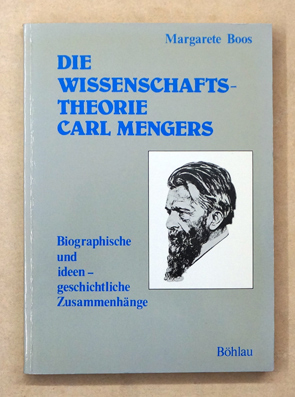 Margarete Boos
DIE
WISSENSCHAFTS-
THEORIE
CARL MENGERS
Biographische
und
ideen-
geschichtliche
Zusammenhänge
Böhlau